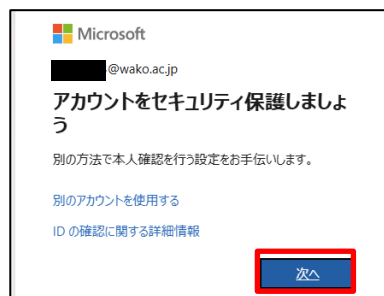 Microsoft
@wako.ac.jp
アカウントをセキュリティ保護しましょ
う
別の方法で本人確認を行う設定をお手伝いします。
別のアカウントを使用する
ID の確認に関する詳細情報
次へ